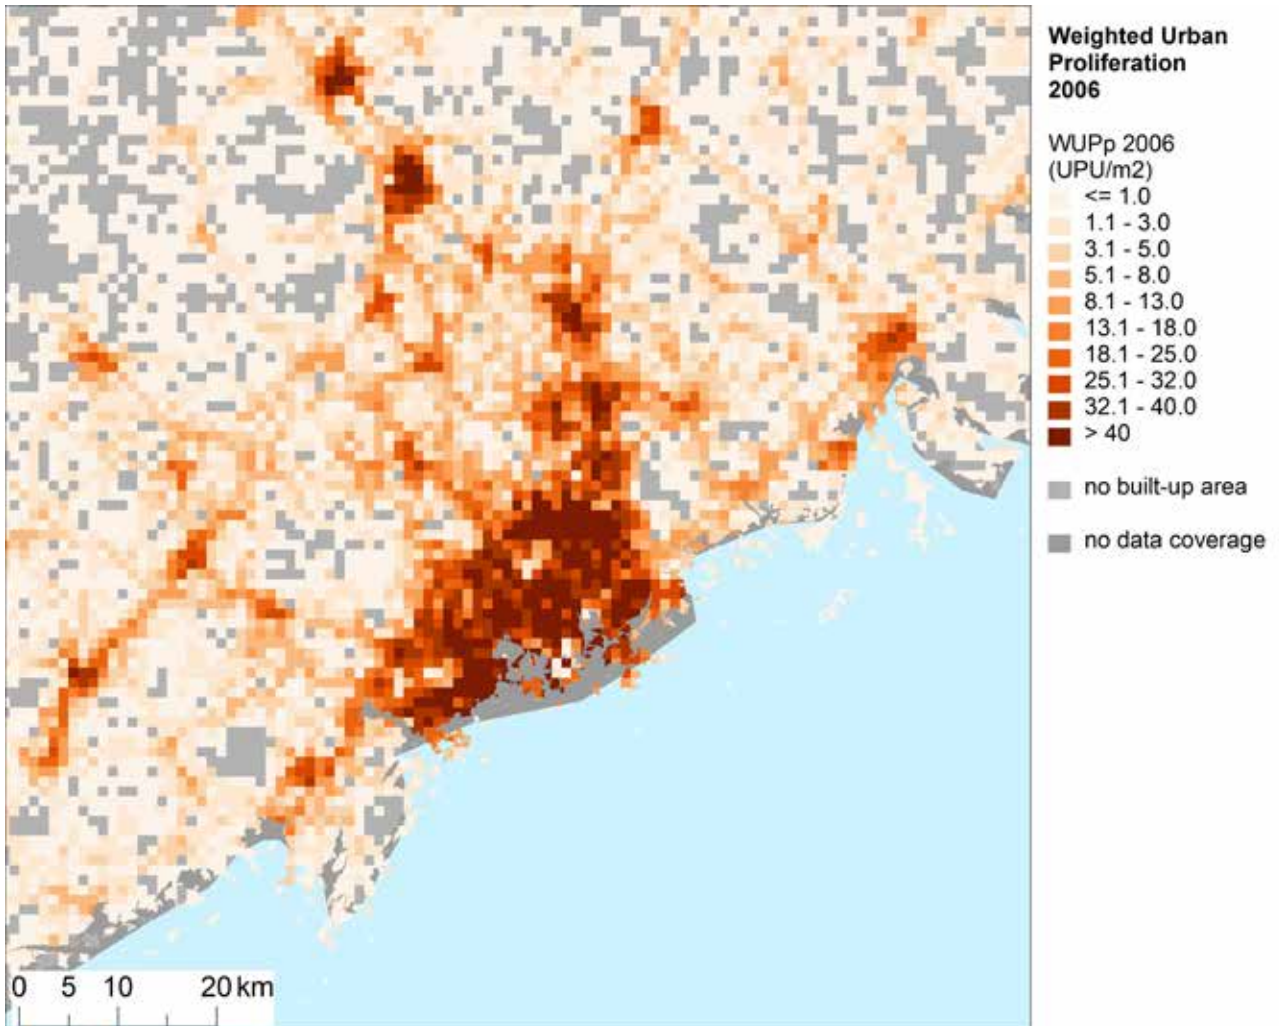 Weighted Urban
Proliferation
2006
WUPp 2006
(UPU/m2)
<= 1.0
1.1 - 3.0
3.1 - 5.0
5.1 - 8.0
8.1 - 13.0
13.1 - 18.0
18.1 - 25.0
25.1 - 32.0
32.1 - 40.0
> 40
no built-up area
no data coverage
0 5 10 20 km